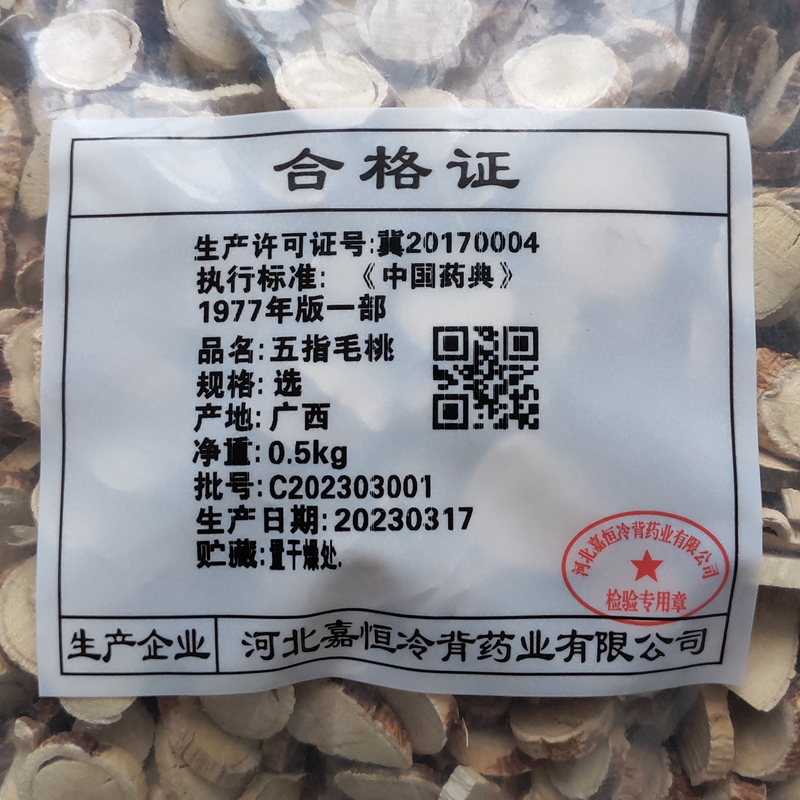 合格证
生产许可证号:冀20170004
执行标准:《中国药典》
1977年版一部
品名:五指毛桃
规格:选
产地:广西
净重:0.5kg
批号:C202303001
生产日期:20230317
贮藏:置干燥处.
河北嘉恒冷背药业有限公司
检验专用章
生产企业 河北嘉恒冷背药业有限公司